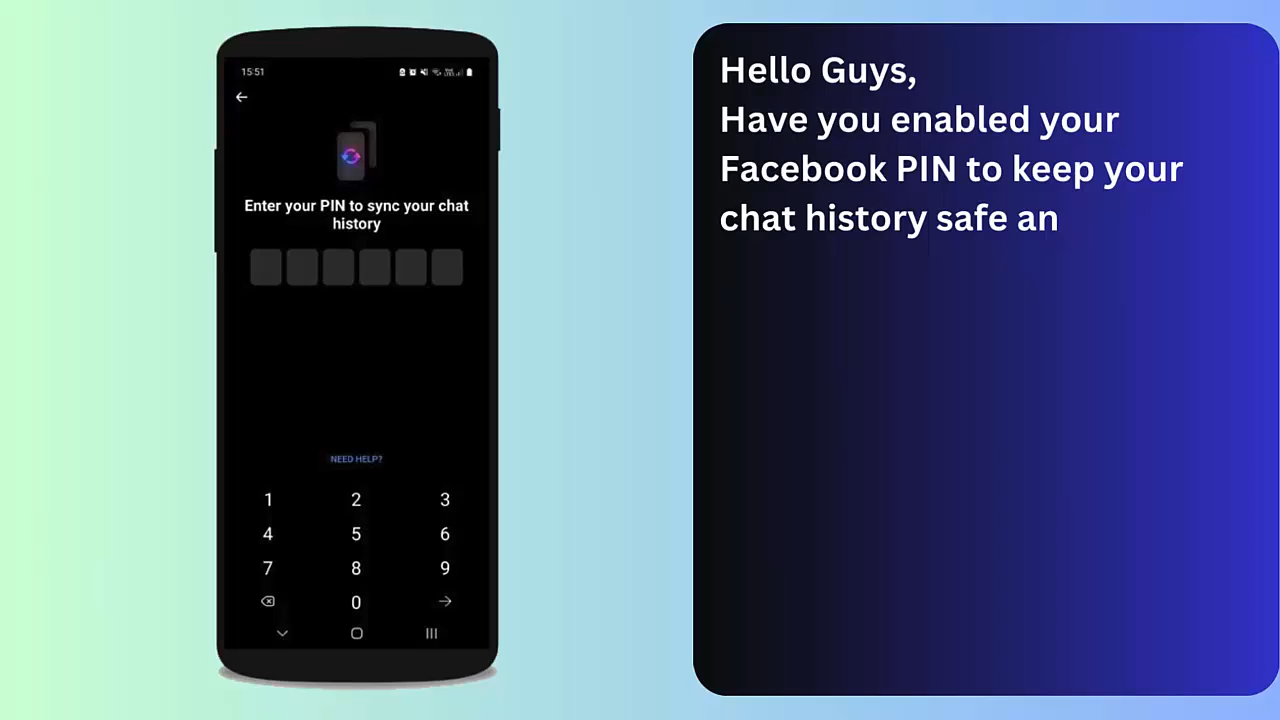 15:51
Enter your PIN to sync your chat
history
NEED HELP?
1 2 3
4 5 6
7 8 9
0
Hello Guys,
Have you enabled your
Facebook PIN to keep your
chat history safe an